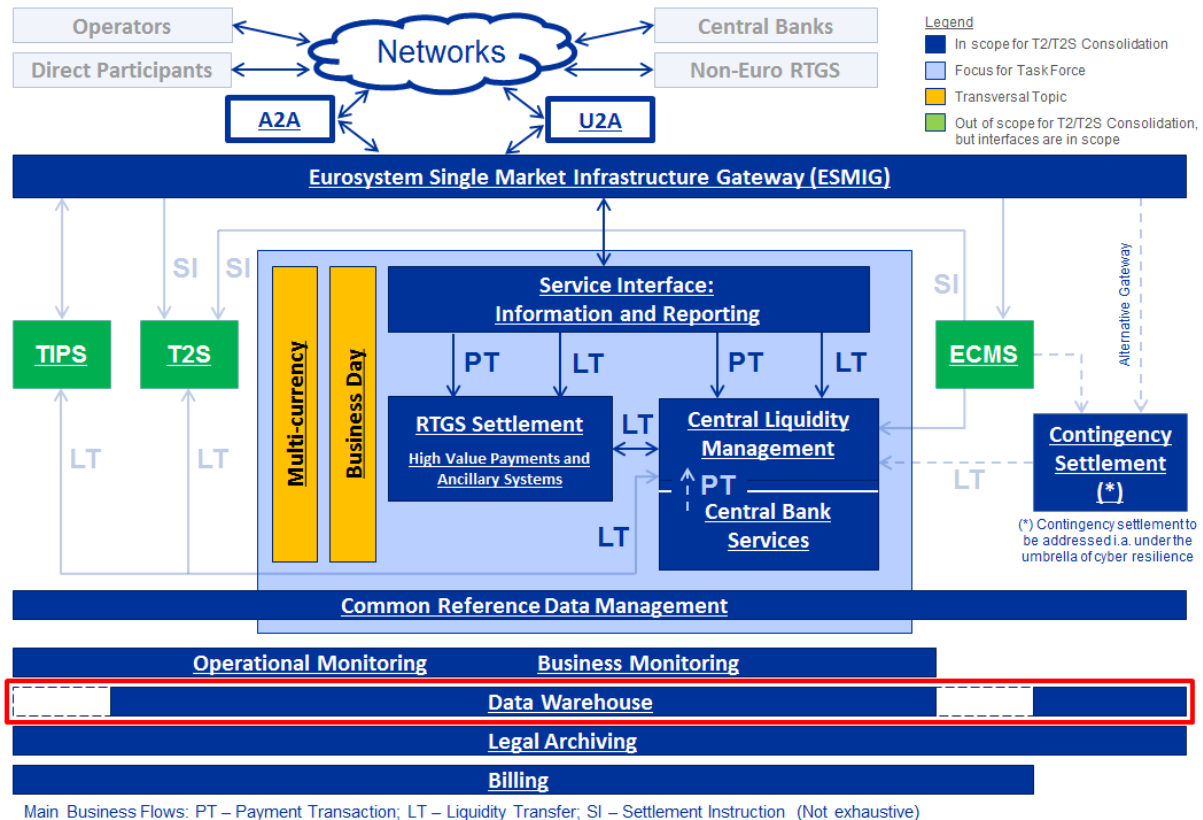 Operators
Direct Participants
Networks
Central Banks
Non-Euro RTGS
Legend
In scope for T2/T2S Consolidation
Focus for Task Force
Transversal Topic
Out of scope for T2/T2S Consolidation,
but interfaces are in scope
A2A
U2A
Eurosystem Single Market Infrastructure Gateway (ESMIG)
SI
SI
SI
Alternative Gateway
Service Interface:
Information and Reporting
TIPS
T2S
ECMS
Multi-currency
Business Day
PT
LT
PT
LT
RTGS Settlement
High Value Payments and
Ancillary Systems
LT
Central Liquidity
Management
PT
Central Bank
Services
LT
LT
LT
LT
Contingency
Settlement
(*)
(*) Contingency settlement to
be addressed i.a. under the
umbrella of cyber resilience
Common Reference Data Management
Operational Monitoring
Business Monitoring
Data Warehouse
Legal Archiving
Billing
Main Business Flows: PT – Payment Transaction; LT – Liquidity Transfer; SI – Settlement Instruction (Not exhaustive)